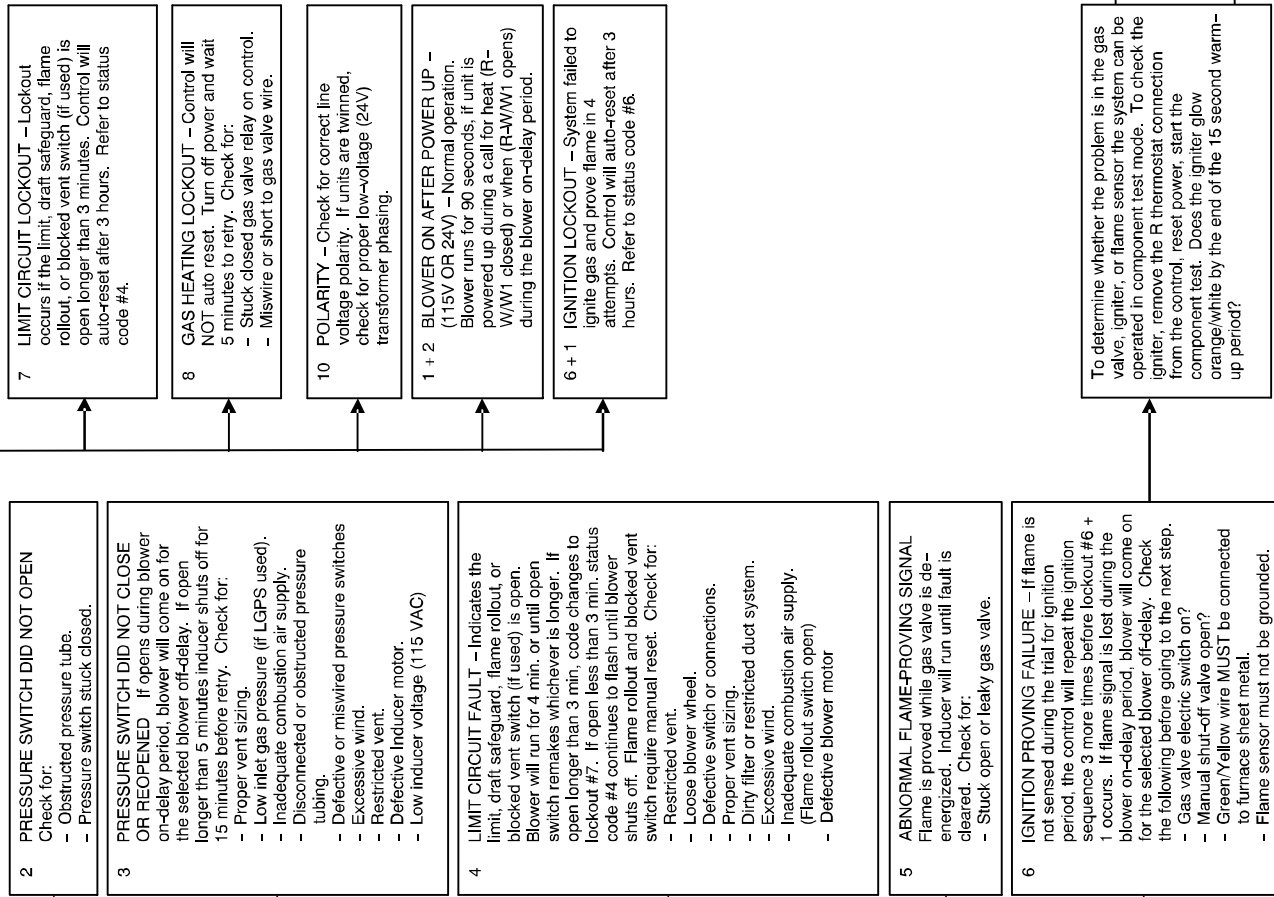 2 PRESSURE SWITCH DID NOT OPEN
Check for:
– Obstructed pressure tube.
– Pressure switch stuck closed.
3 PRESSURE SWITCH DID NOT CLOSE
OR REOPENED If opens during blower
on-delay period, blower will come on for
the selected blower off-delay. If open
longer than 5 minutes inducer shuts off for
15 minutes before retry. Check for:
– Proper vent sizing.
– Low inlet gas pressure (if LGPS used).
– Inadequate combustion air supply.
– Disconnected or obstructed pressure
tubing.
– Defective or miswired pressure switches
– Excessive wind.
– Restricted vent.
– Defective Inducer motor.
– Low inducer voltage (115 VAC)
4 LIMIT CIRCUIT FAULT – Indicates the
limit, draft safeguard, flame rollout, or
blocked vent switch (if used) is open.
Blower will run for 4 min. or until open
switch remakes whichever is longer. If
open longer than 3 min, code changes to
lockout #7. If open less than 3 min. status
code #4 continues to flash until blower
shuts off. Flame rollout and blocked vent
switch require manual reset. Check for:
– Restricted vent.
– Loose blower wheel.
– Defective switch or connections.
– Proper vent sizing.
– Dirty filter or restricted duct system.
– Excessive wind.
– Inadequate combustion air supply.
(Flame rollout switch open)
– Defective blower motor
5 ABNORMAL FLAME-PROVING SIGNAL
Flame is proved while gas valve is de–
energized. Inducer will run until fault is
cleared. Check for:
– Stuck open or leaky gas valve.
6 IGNITION PROVING FAILURE – If flame is
not sensed during the trial for ignition
period, the control will repeat the ignition
sequence 3 more times before lockout #6 +
1 occurs. If flame signal is lost during the
blower on-delay period, blower will come on
for the selected blower off-delay. Check
the following before going to the next step.
– Gas valve electric switch on?
– Manual shut-off valve open?
– Green/Yellow wire MUST be connected
to furnace sheet metal.
– Flame sensor must not be grounded.
7 LIMIT CIRCUIT LOCKOUT – Lockout
occurs if the limit, draft safeguard, flame
rollout, or blocked vent switch (if used) is
open longer than 3 minutes. Control will
auto-reset after 3 hours. Refer to status
code #4.
8 GAS HEATING LOCKOUT – Control will
NOT auto reset. Turn off power and wait
5 minutes to retry. Check for:
– Stuck closed gas valve relay on control.
– Miswire or short to gas valve wire.
10 POLARITY – Check for correct line
voltage polarity. If units are twinned,
check for proper low–voltage (24V)
transformer phasing.
1 + 2 BLOWER ON AFTER POWER UP –
(115V OR 24V) – Normal operation.
Blower runs for 90 seconds, if unit is
powered up during a call for heat (R–
W/W1 closed) or when (R-W/W1 opens)
during the blower on-delay period.
6 + 1 IGNITION LOCKOUT – System failed to
ignite gas and prove flame in 4
attempts. Control will auto-reset after 3
hours. Refer to status code #6.
To determine whether the problem is in the gas
valve, igniter, or flame sensor the system can be
operated in component test mode. To check the
igniter, remove the R thermostat connection
from the control, reset power, start the
component test. Does the igniter glow
orange/white by the end of the 15 second warm–
up period?